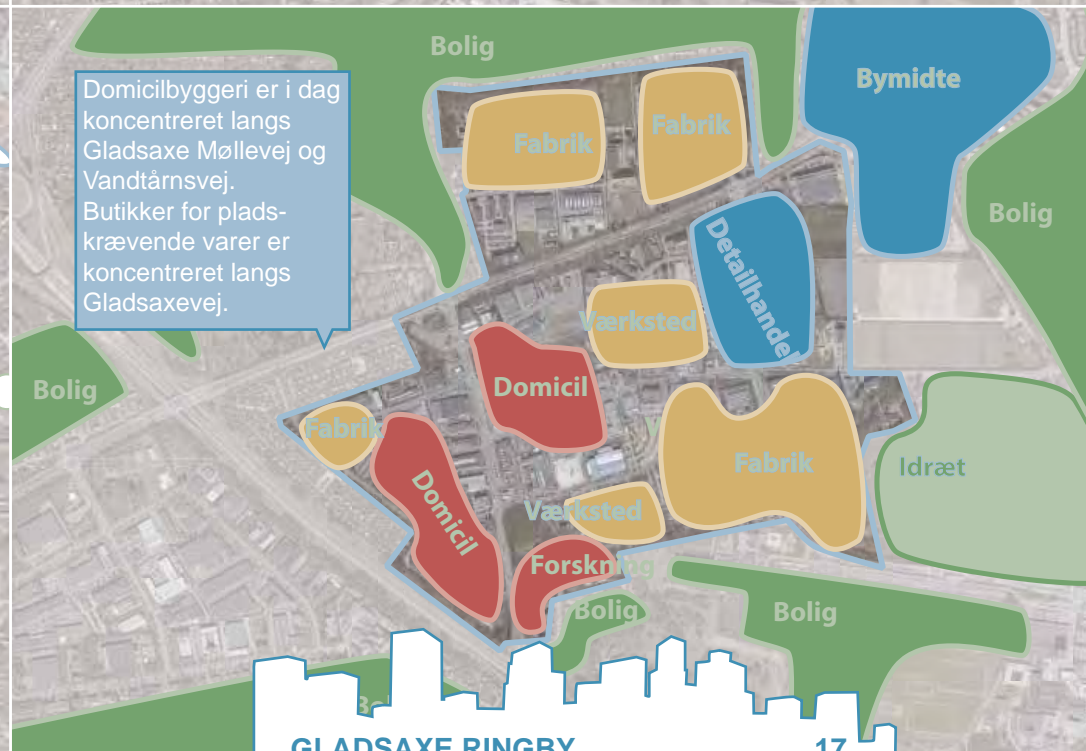 Bolig
Bymidte
Domicilbyggeri er i dag
koncentreret langs
Gladsaxe Møllevej og
Vandtårnsvej.
Butikker for plads-
krævende varer er
koncentreret langs
Gladsaxevej.
Fabrik
Fabrik
Bolig
Detailhandel
Værksted
Bolig
Domicil
Fabrik
Domicil
Fabrik
Idræt
Værksted
Forskning
Bolig
Bolig
GLADSAXE RINGBY 17